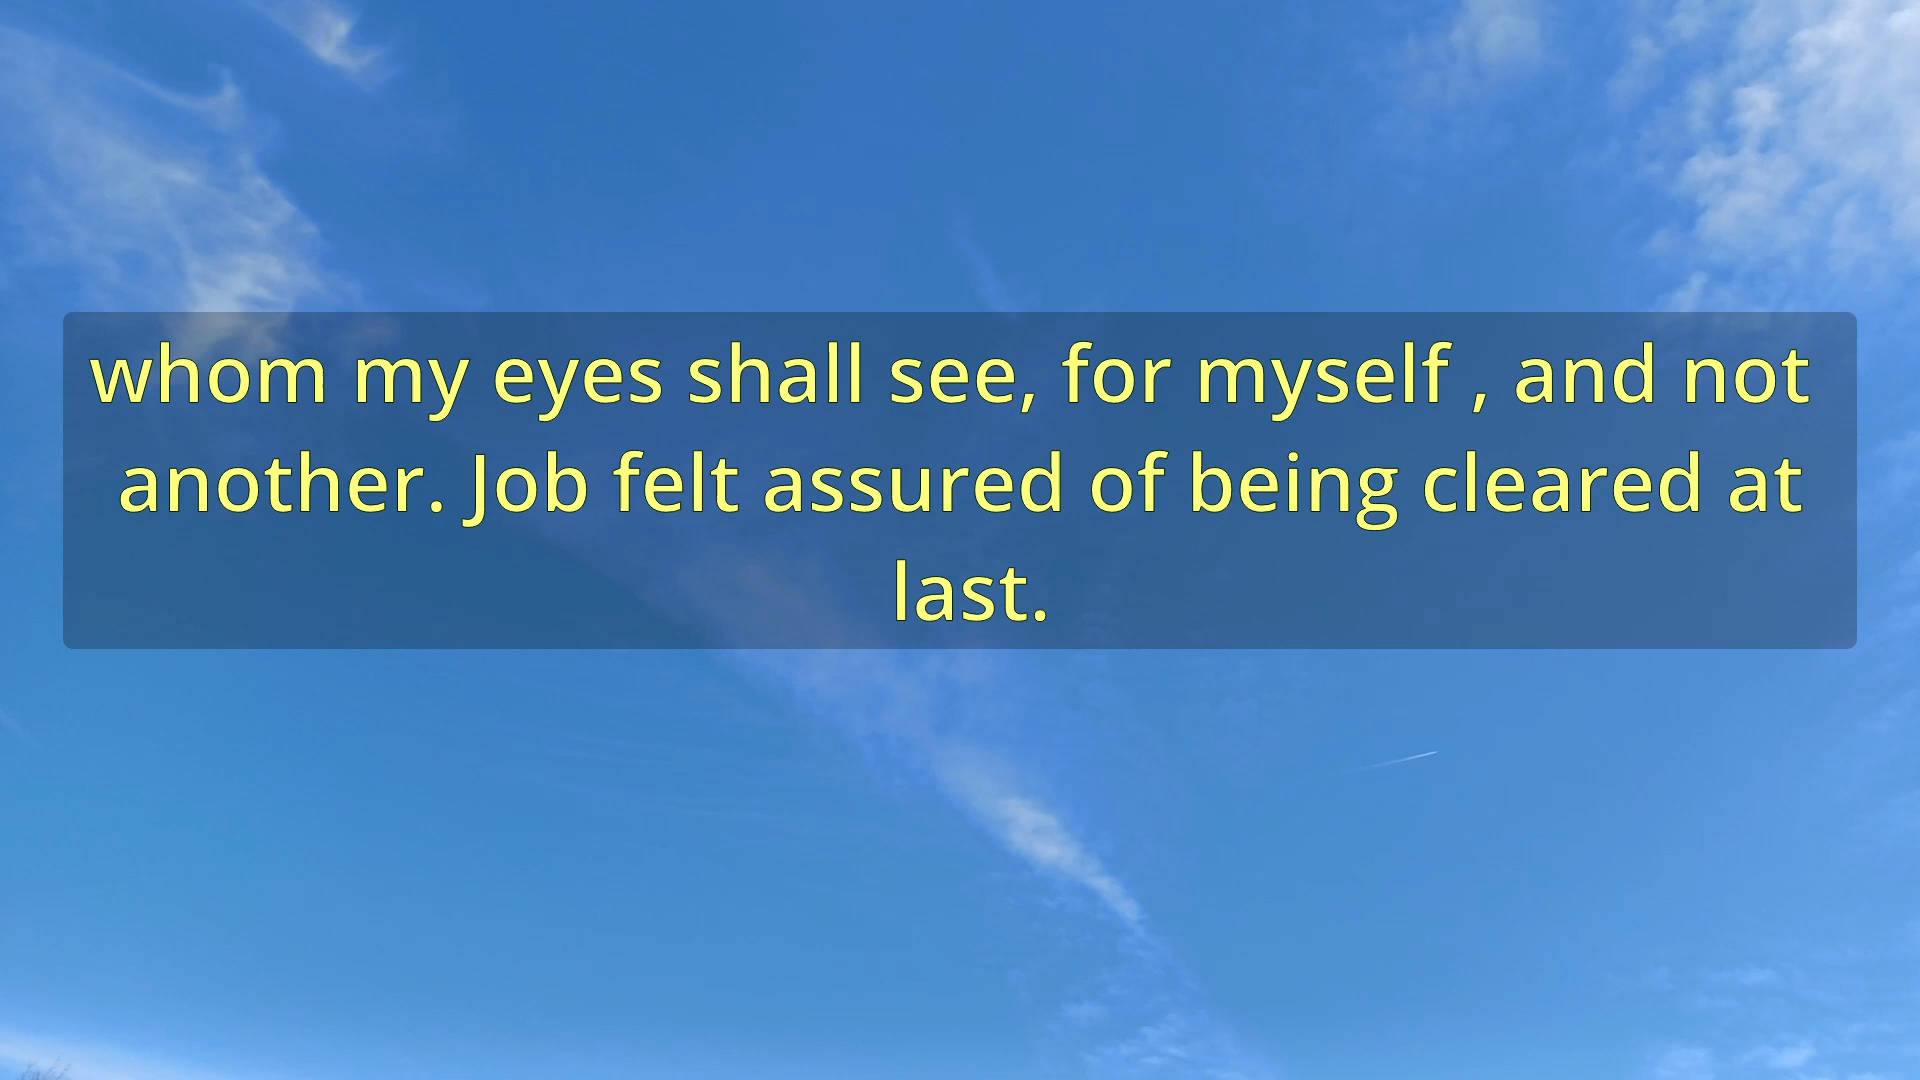 whom my eyes shall see, for myself , and not
another. Job felt assured of being cleared at
last.